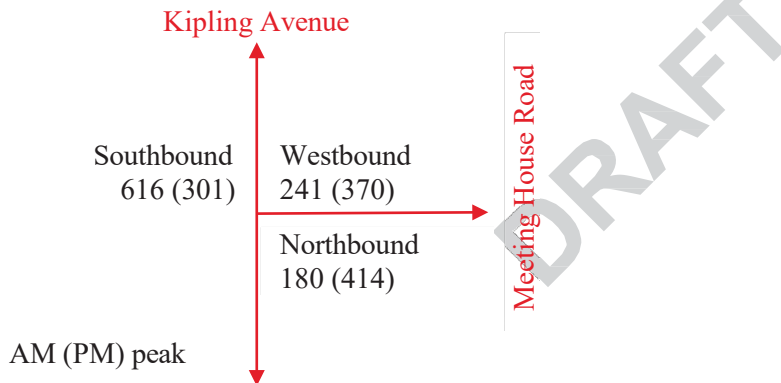 Kipling Avenue
Meeting House Road
DRAFT
Southbound
616 (301)
Westbound
241 (370)
Northbound
180 (414)
AM (PM) peak